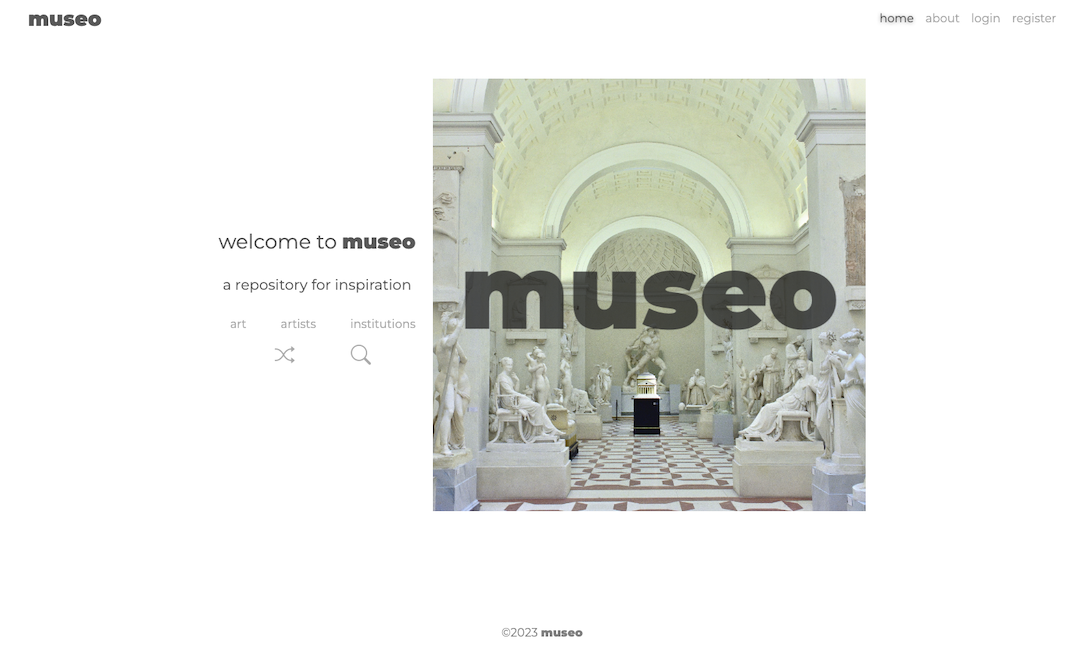 museo
home about login register
welcome to museo
a repository for inspiration
art artists institutions
museo
©2023 museo